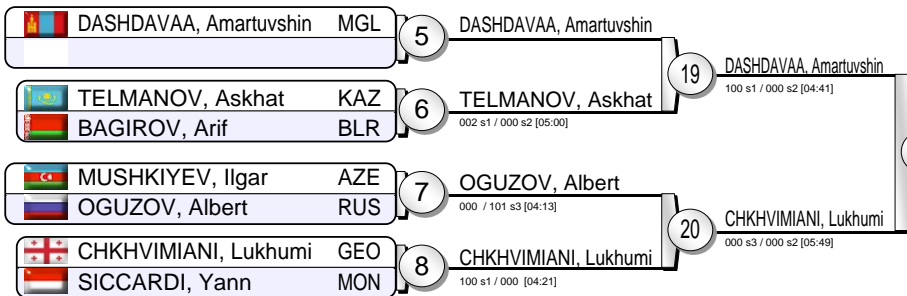 DASHDAVAA, Amartuvshin MGL
5
DASHDAVAA, Amartuvshin
TELMANOV, Askhat KAZ
BAGIROV, Arif BLR
6
TELMANOV, Askhat
002 s1 / 000 s2 [05:00]
19
DASHDAVAA, Amartuvshin
100 s1 / 000 s2 [04:41]
MUSHKIYEV, Ilgar AZE
OGUZOV, Albert RUS
7
OGUZOV, Albert
000 / 101 s3 [04:13]
CHKHVIMIANI, Lukhumi GEO
SICCARDI, Yann MON
8
CHKHVIMIANI, Lukhumi
100 s1 / 000 [04:21]
20
CHKHVIMIANI, Lukhumi
000 s3 / 000 s2 [05:49]